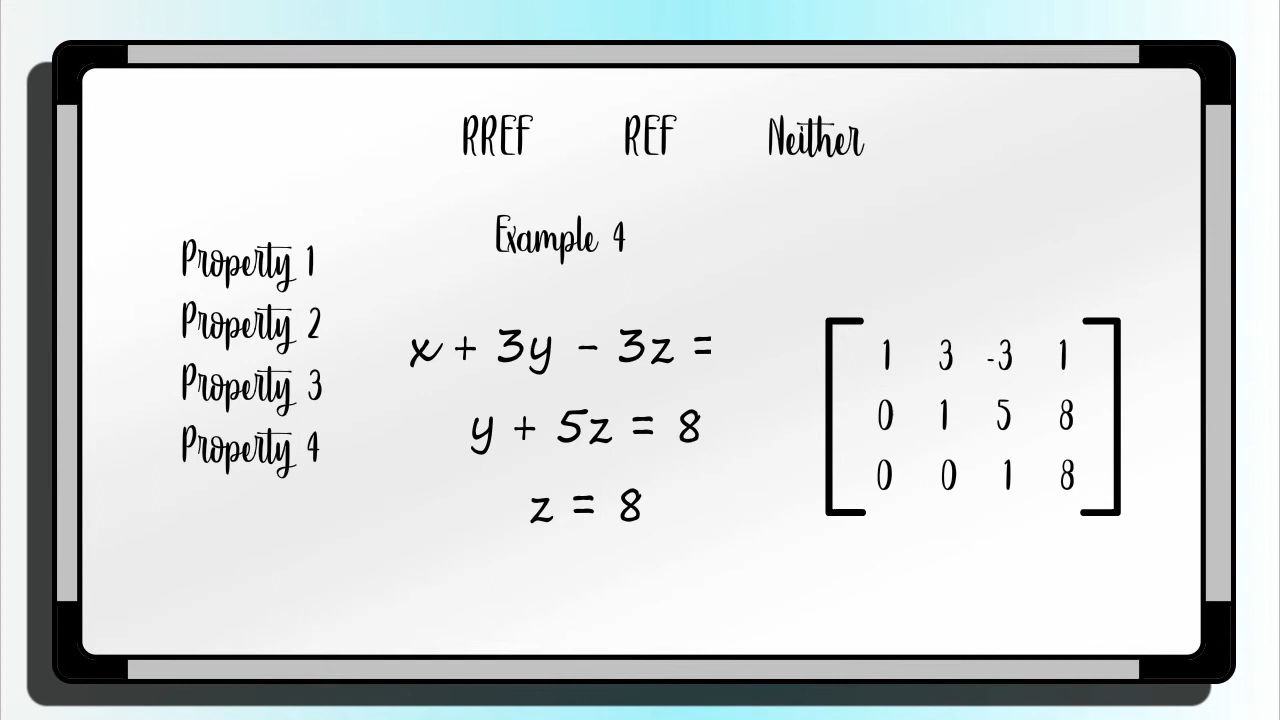 RREF REF Neither
Example 4
Property 1
Property 2
Property 3
Property 4
x + 3y - 3z =
y + 5z = 8
z = 8
1 3 -3 1
0 1 5 8
0 0 1 8